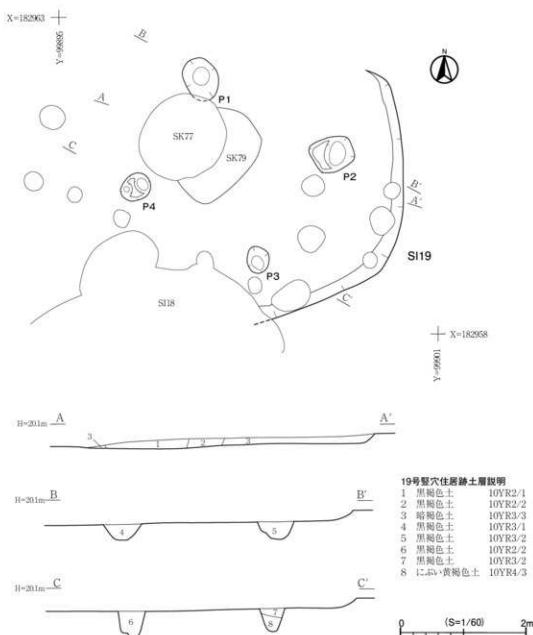 X=182963
Y=99895
N
B
A
C
P1
SK77
SK79
P2
P4
B'
A'
SI19
P3
C'
SI18
X=182958
Y=99901
H=20.1m A A'
3 1 2 3
H=20.1m B B'
4 5
H=20.1m C C'
6 7
8
19号竪穴住居跡土層説明
1 黒褐色土 10YR2/1
2 黒褐色土 10YR2/2
3 暗褐色土 10YR3/3
4 黒褐色土 10YR3/1
5 黒褐色土 10YR3/2
6 黒褐色土 10YR2/2
7 黒褐色土 10YR3/2
8 にぶい黄褐色土 10YR4/3
0 (S=1/60) 2m